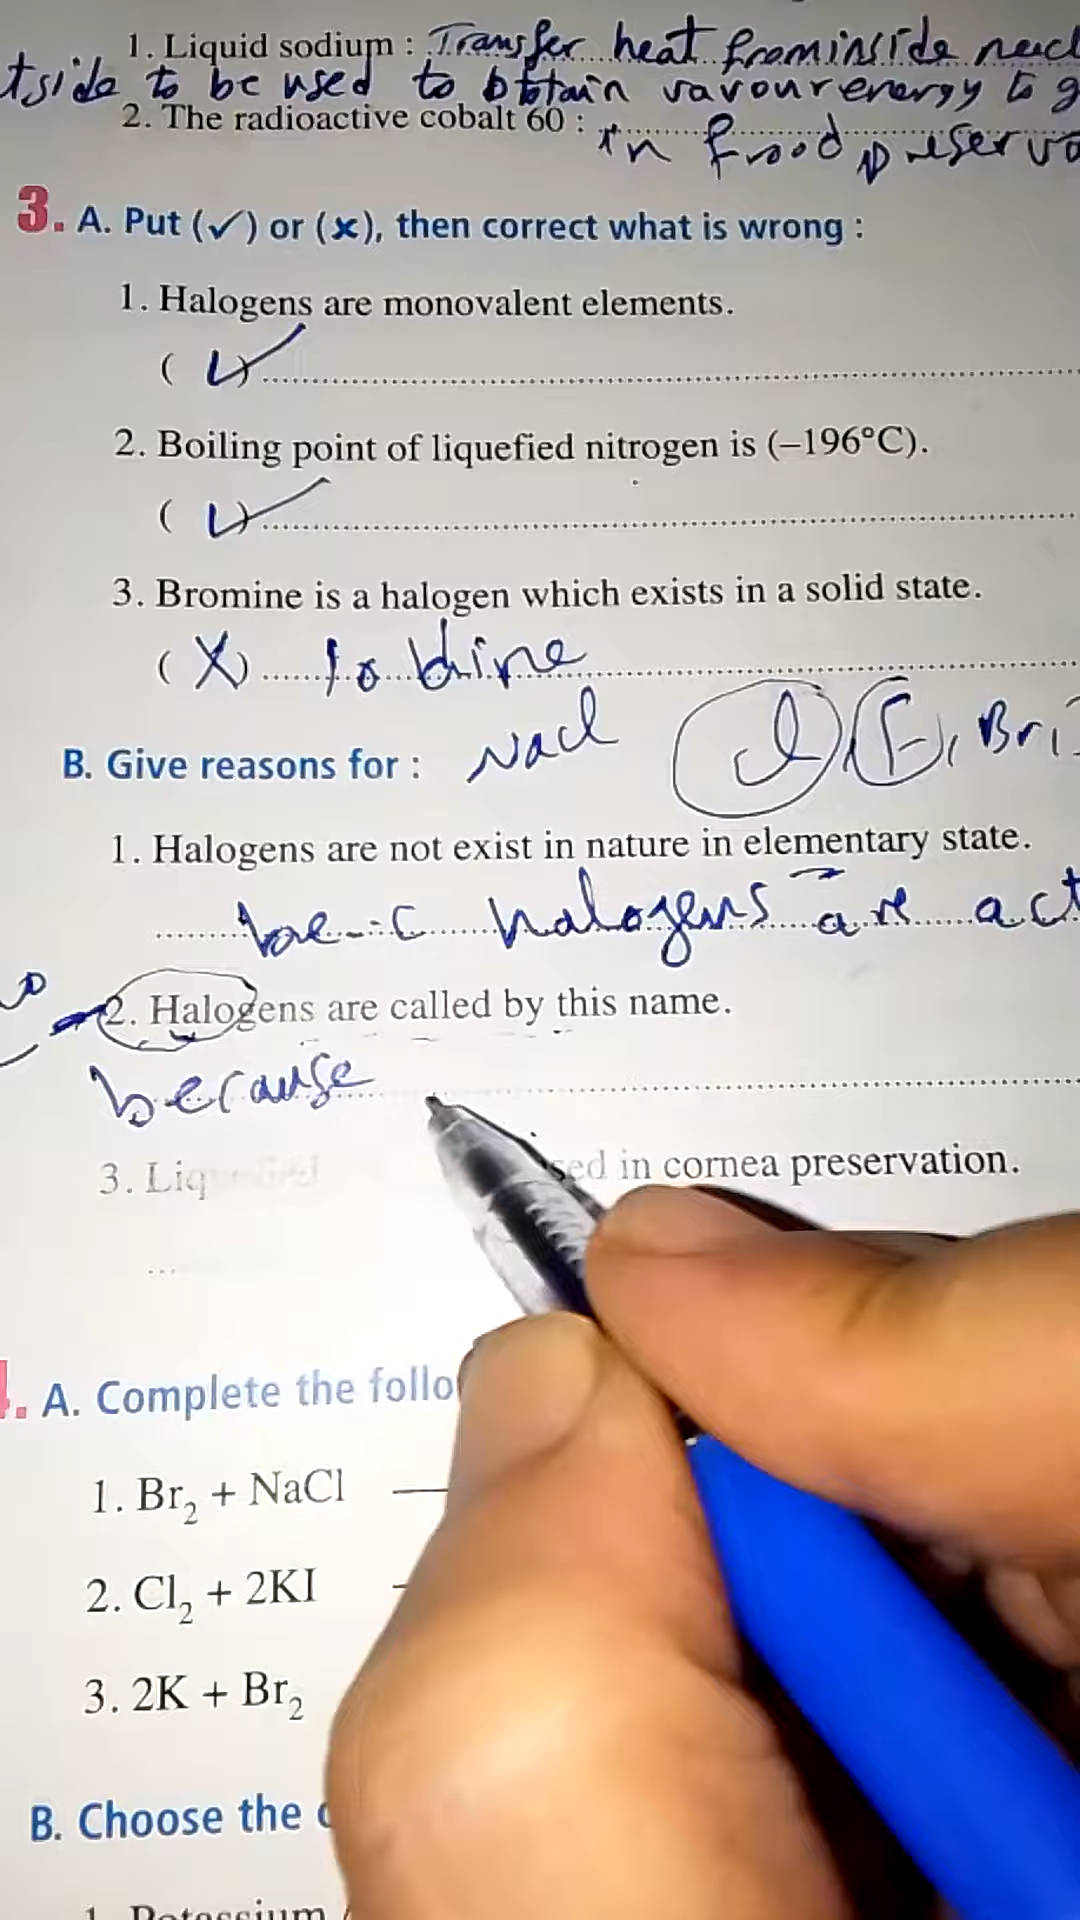 1. Liquid sodium : Transfer heat from inside
tside to be used to obtain energy to g
2. The radioactive cobalt 60 :
in food preserva
3. A. Put (✓) or (x), then correct what is wrong :
1. Halogens are monovalent elements.
( ✓ )
2. Boiling point of liquefied nitrogen is (–196°C).
( ✓ )
3. Bromine is a halogen which exists in a solid state.
( X )
Nacl
F, Br
B. Give reasons for :
1. Halogens are not exist in nature in elementary state.
halogens are act
2. Halogens are called by this name.
because
3. Liq sed in cornea preservation.
. A. Complete the follo
1. Br₂ + NaCl
2. Cl₂ + 2KI
3. 2K + Br₂
B. Choose the
1. Potassium